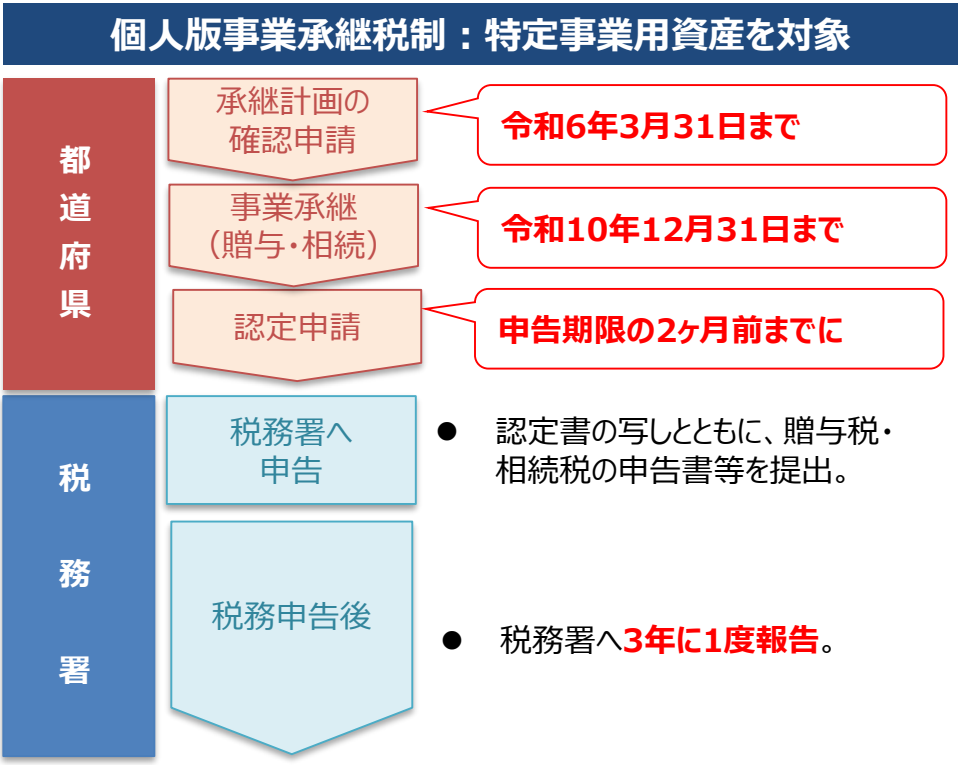 個人版事業承継税制：特定事業用資産を対象
都道府県
承継計画の
確認申請
令和6年3月31日まで
事業承継
（贈与・相続）
令和10年12月31日まで
認定申請
申告期限の2ヶ月前までに
税務署
税務署へ
申告
● 認定書の写しとともに、贈与税・
相続税の申告書等を提出。
税務申告後
● 税務署へ3年に1度報告。